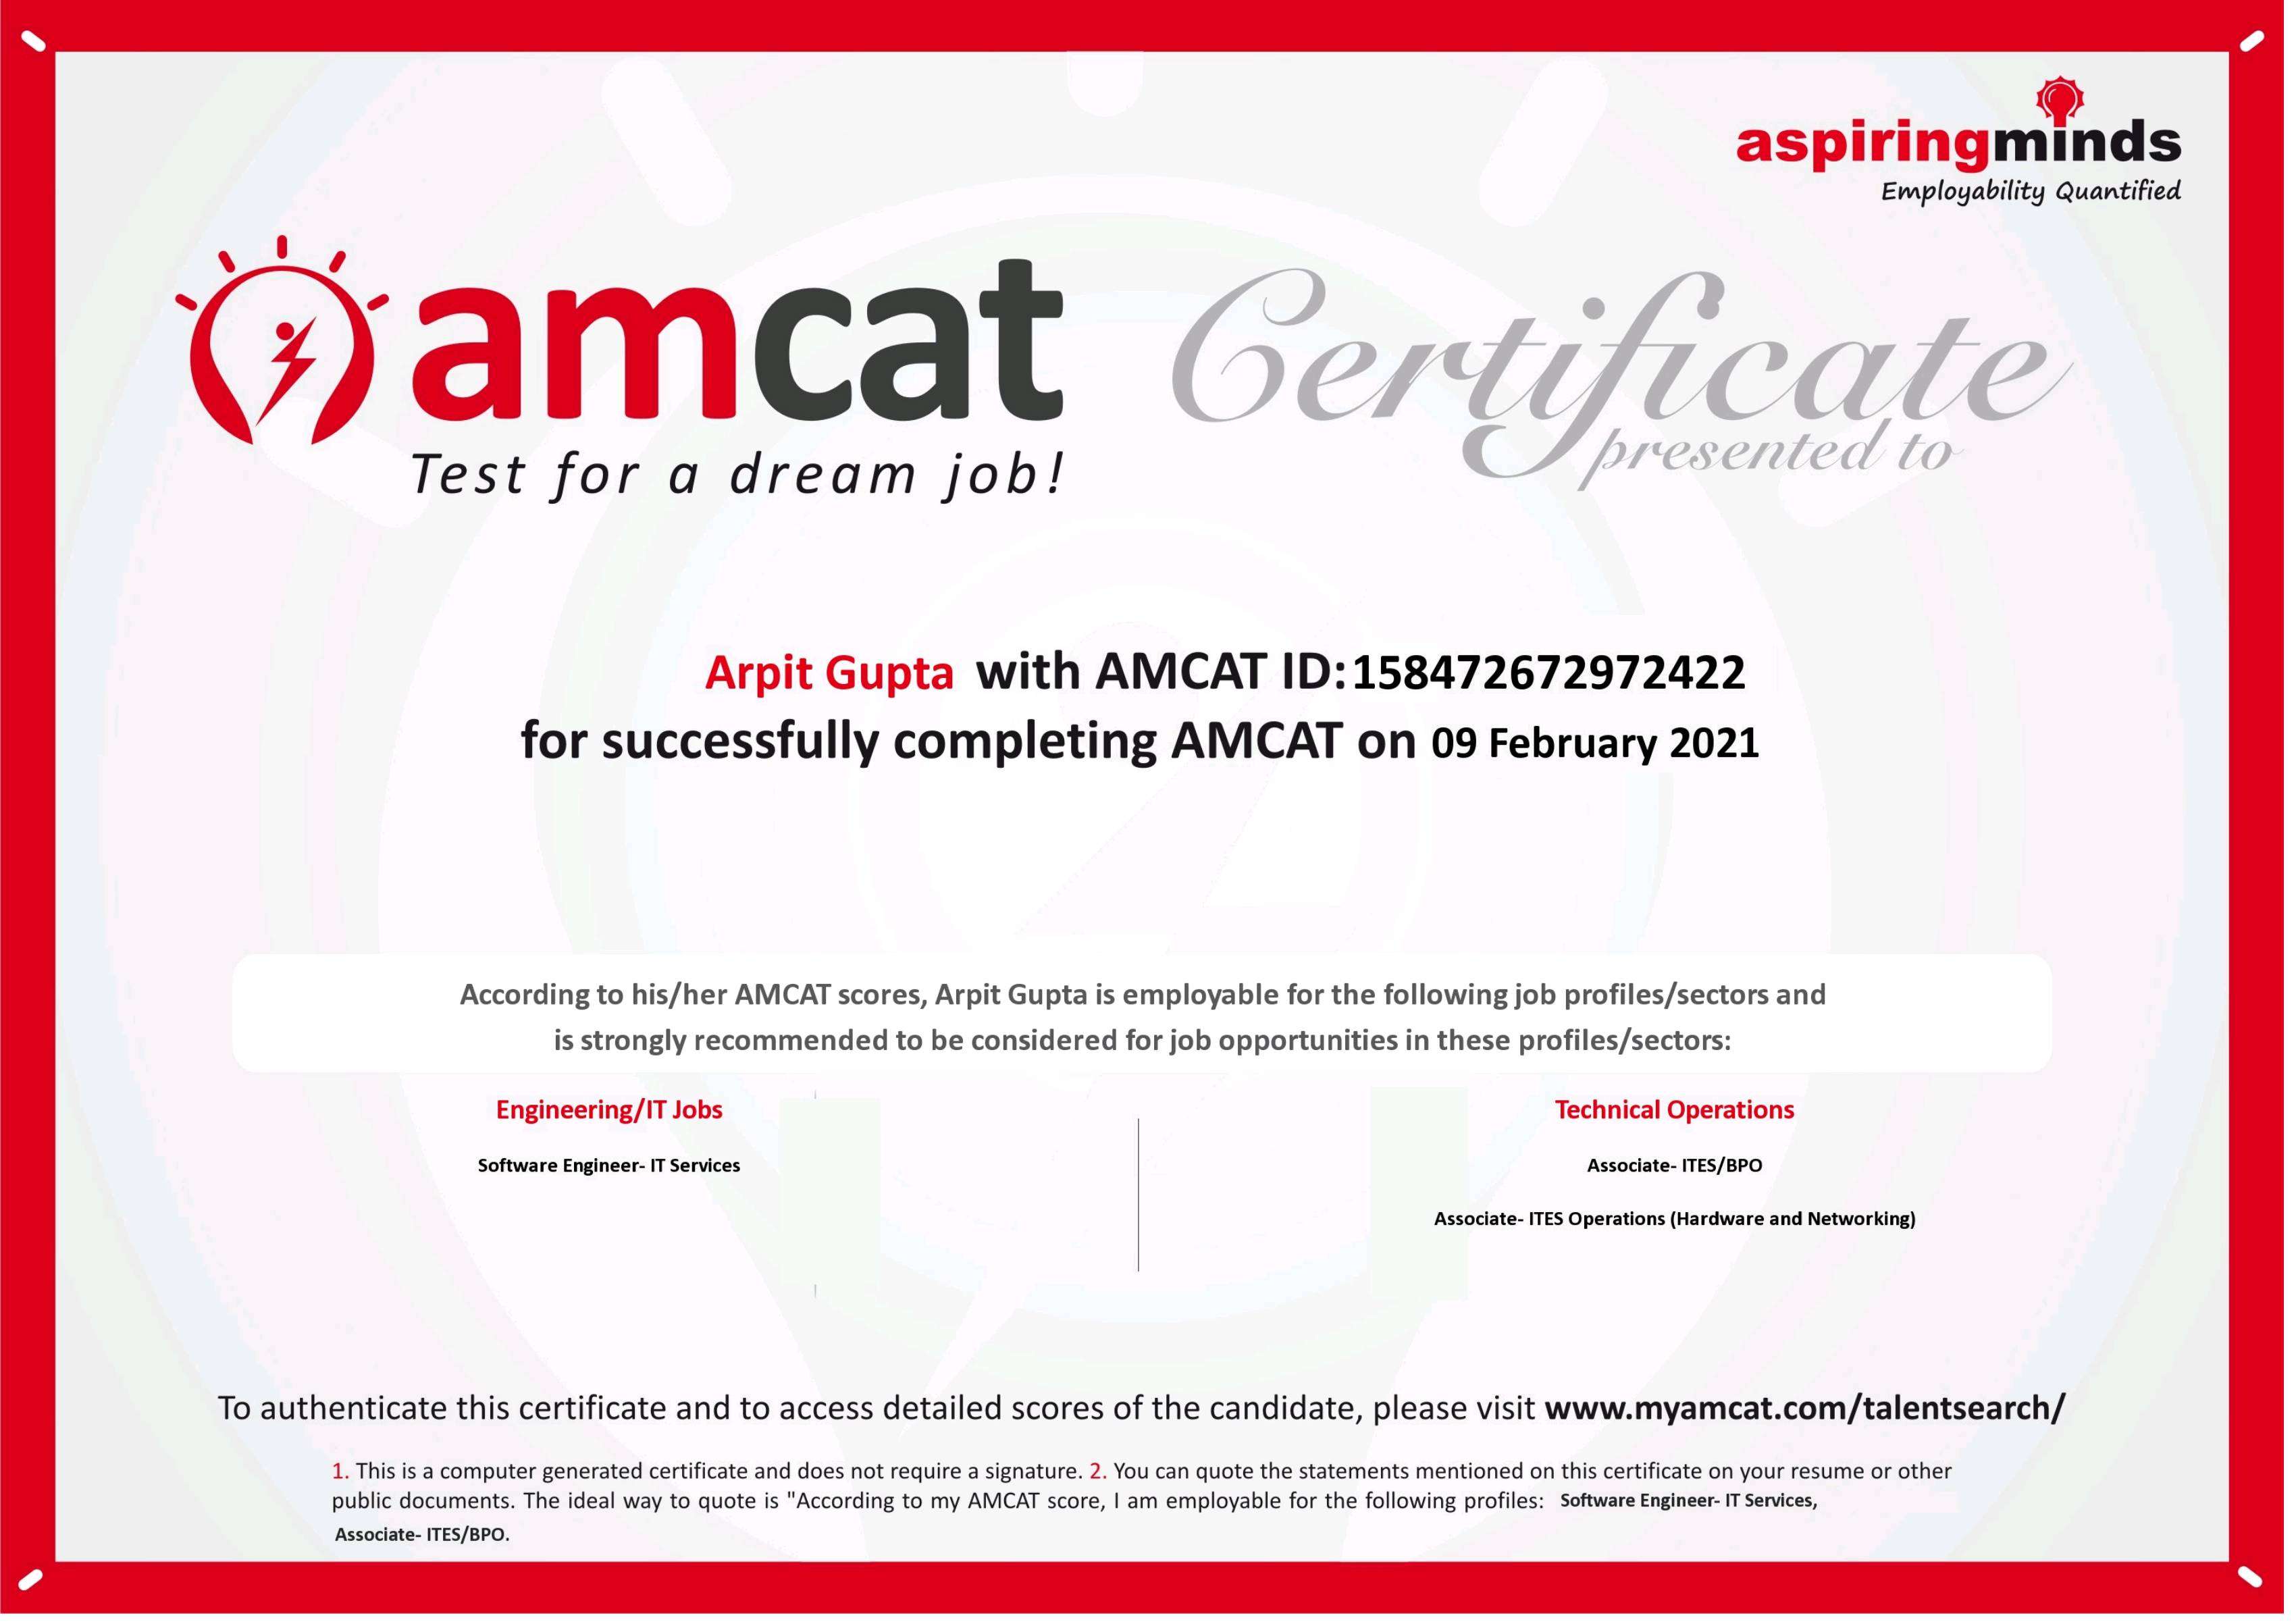 aspiringminds
Employability Quantified
amcat
Test for a dream job!
Certificate
presented to
Arpit Gupta with AMCAT ID:158472672972422
for successfully completing AMCAT on 09 February 2021
According to his/her AMCAT scores, Arpit Gupta is employable for the following job profiles/sectors and
is strongly recommended to be considered for job opportunities in these profiles/sectors:
Engineering/IT Jobs
Software Engineer- IT Services
Technical Operations
Associate- ITES/BPO
Associate- ITES Operations (Hardware and Networking)
To authenticate this certificate and to access detailed scores of the candidate, please visit www.myamcat.com/talentsearch/
1. This is a computer generated certificate and does not require a signature. 2. You can quote the statements mentioned on this certificate on your resume or other
public documents. The ideal way to quote is "According to my AMCAT score, I am employable for the following profiles: Software Engineer- IT Services,
Associate- ITES/BPO.